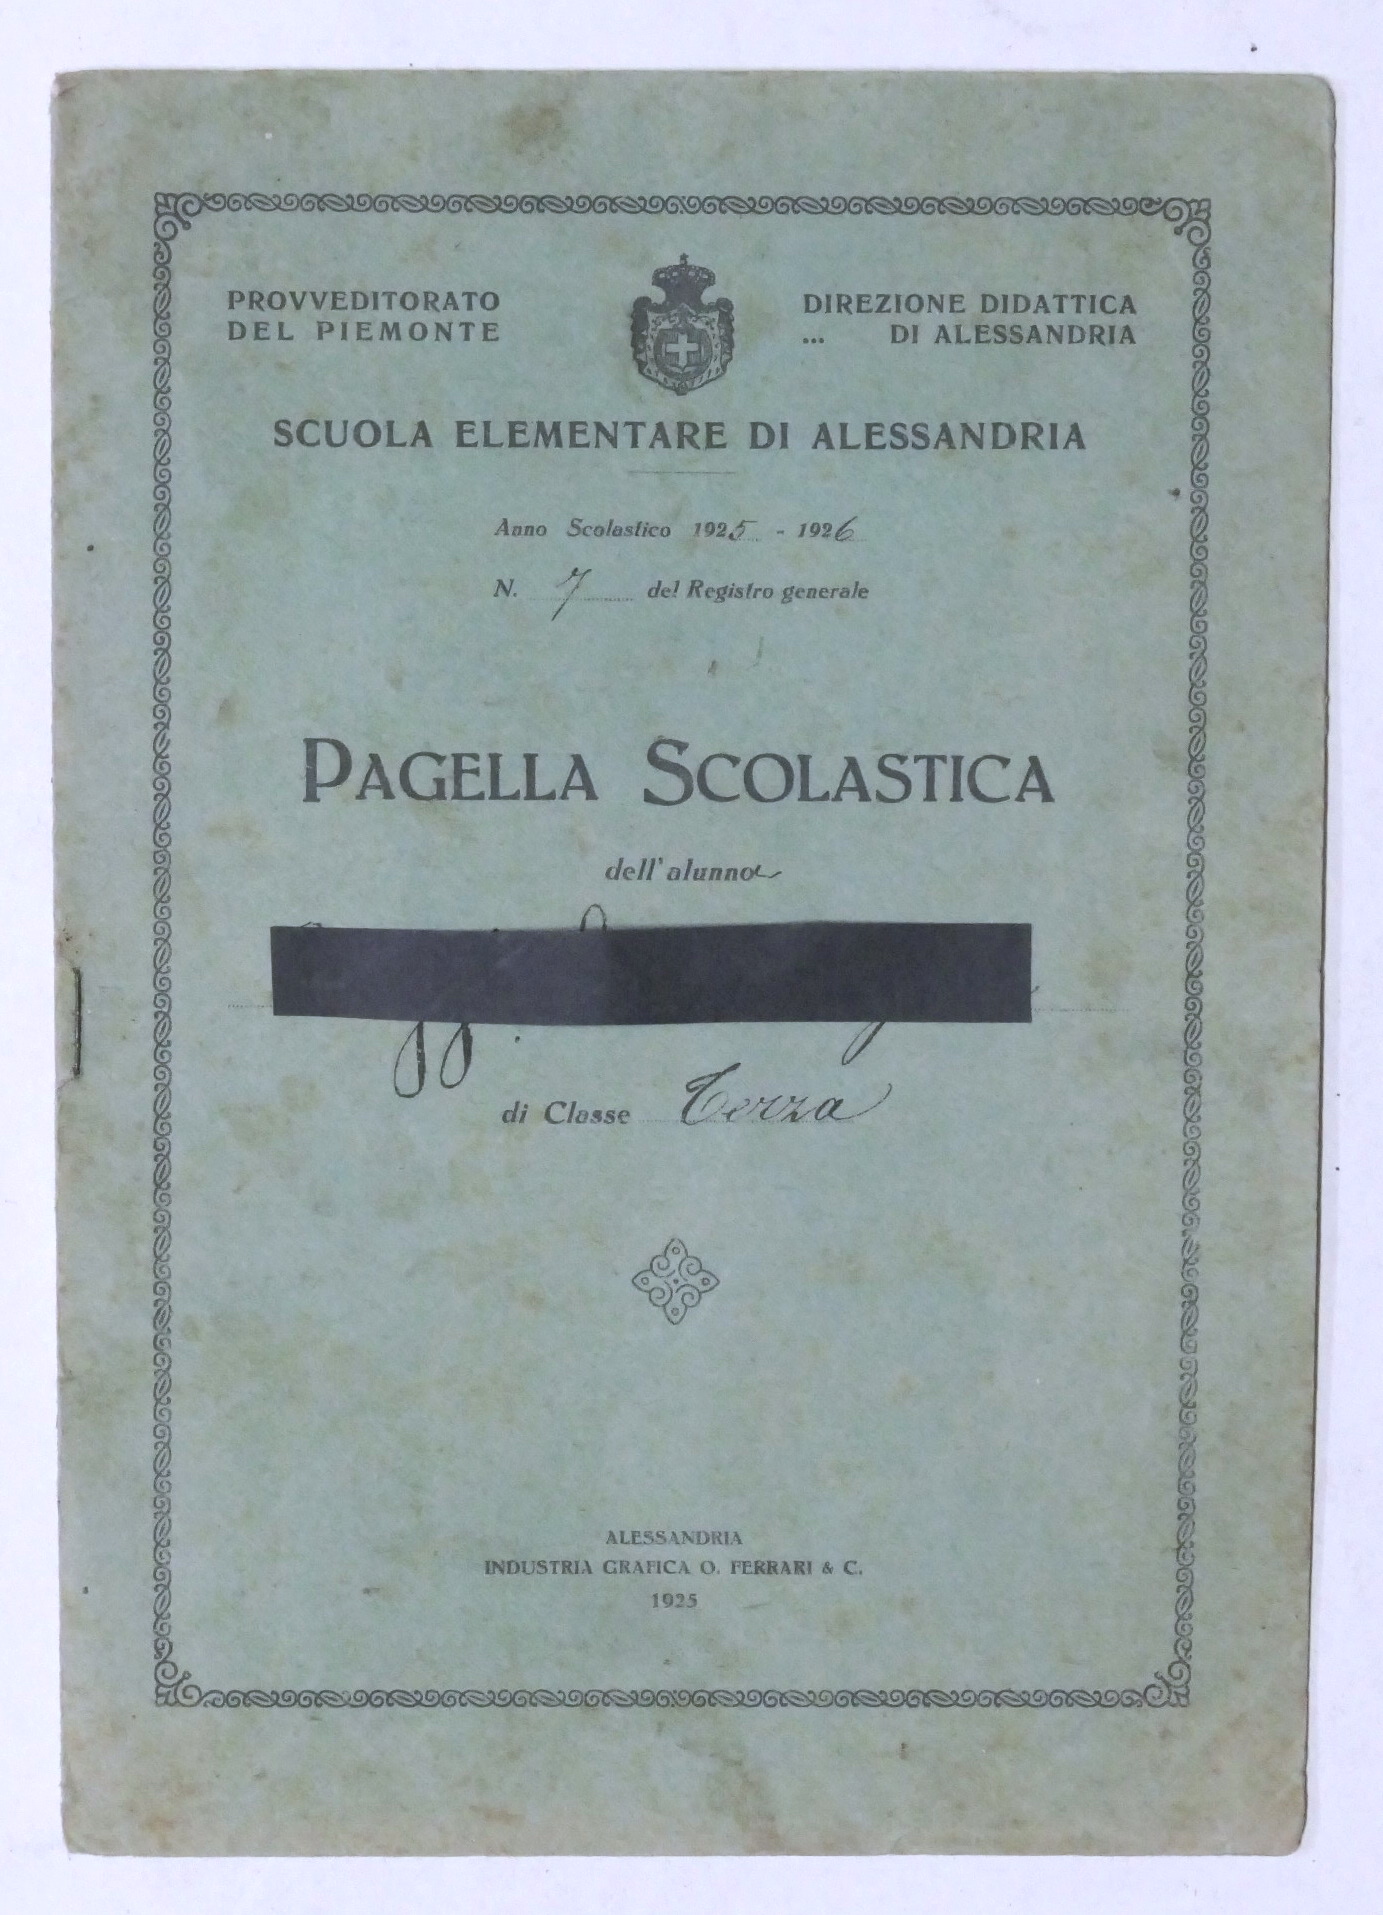 PROVVEDITORATO
DEL PIEMONTE
DIREZIONE DIDATTICA
... DI ALESSANDRIA
SCUOLA ELEMENTARE DI ALESSANDRIA
Anno Scolastico 1925 - 1926
N. 7 del Registro generale
PAGELLA SCOLASTICA
dell'alunna
di Classe Terza
ALESSANDRIA
INDUSTRIA GRAFICA O. FERRARI & C.
1925